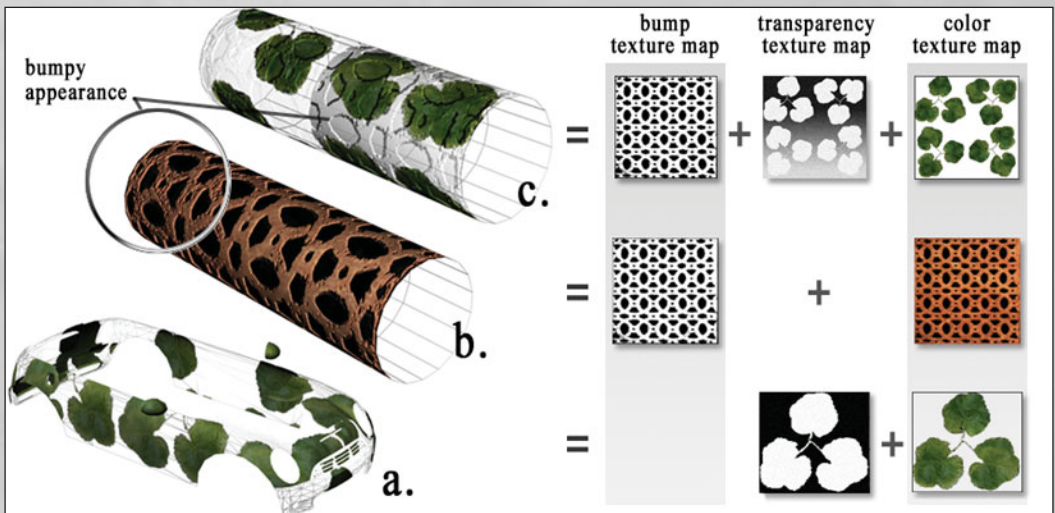 bump
texture map
transparency
texture map
color
texture map
bumpy
appearance
c.
=
+
+
b.
=
+
a.
=
+